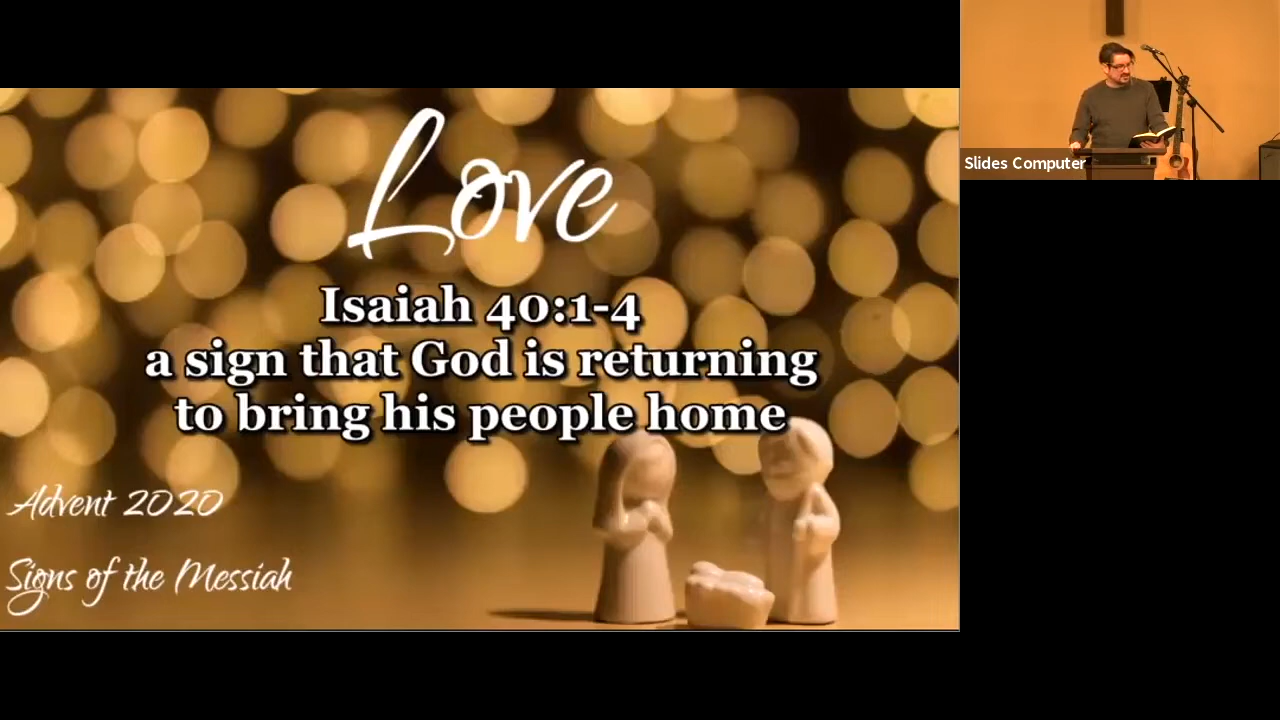 Love
Isaiah 40:1-4
a sign that God is returning
to bring his people home
Advent 2020
Signs of the Messiah
Slides Computer